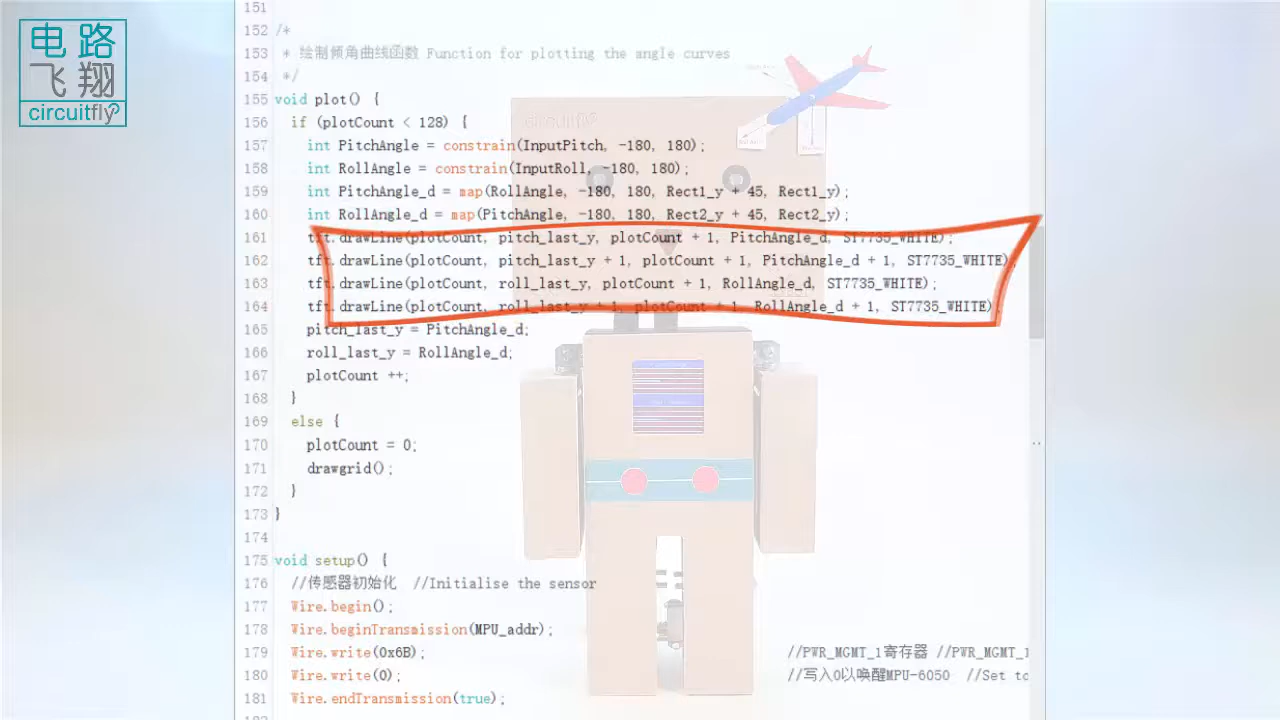 电路
飞翔
circuitfly?
151
152 /*
153 * 绘制倾角曲线函数 Function for plotting the angle curves
154 */
155 void plot() {
156 if (plotCount < 128) {
157 int PitchAngle = constrain(InputPitch, -180, 180);
158 int RollAngle = constrain(InputRoll, -180, 180);
159 int PitchAngle_d = map(RollAngle, -180, 180, Rect1_y + 45, Rect1_y);
160 int RollAngle_d = map(PitchAngle, -180, 180, Rect2_y + 45, Rect2_y);
161 tft.drawLine(plotCount, pitch_last_y, plotCount + 1, PitchAngle_d, ST7735_WHITE);
162 tft.drawLine(plotCount, pitch_last_y + 1, plotCount + 1, PitchAngle_d + 1, ST7735_WHITE);
163 tft.drawLine(plotCount, roll_last_y, plotCount + 1, RollAngle_d, ST7735_WHITE);
164 tft.drawLine(plotCount, roll_last_y + 1, plotCount + 1, RollAngle_d + 1, ST7735_WHITE)
165 pitch_last_y = PitchAngle_d;
166 roll_last_y = RollAngle_d;
167 plotCount ++;
168 }
169 else {
170 plotCount = 0;
171 drawgrid();
172 }
173 }
174
175 void setup() {
176 //传感器初始化 //Initialise the sensor
177 Wire.begin();
178 Wire.beginTransmission(MPU_addr);
179 Wire.write(0x6B); //PWR_MGMT_1寄存器 //PWR_MGMT_1
180 Wire.write(0); //写入0以唤醒MPU-6050 //Set to
181 Wire.endTransmission(true);